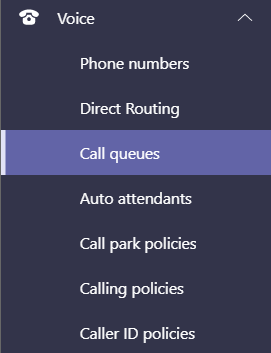 Voice
Phone numbers
Direct Routing
Call queues
Auto attendants
Call park policies
Calling policies
Caller ID policies